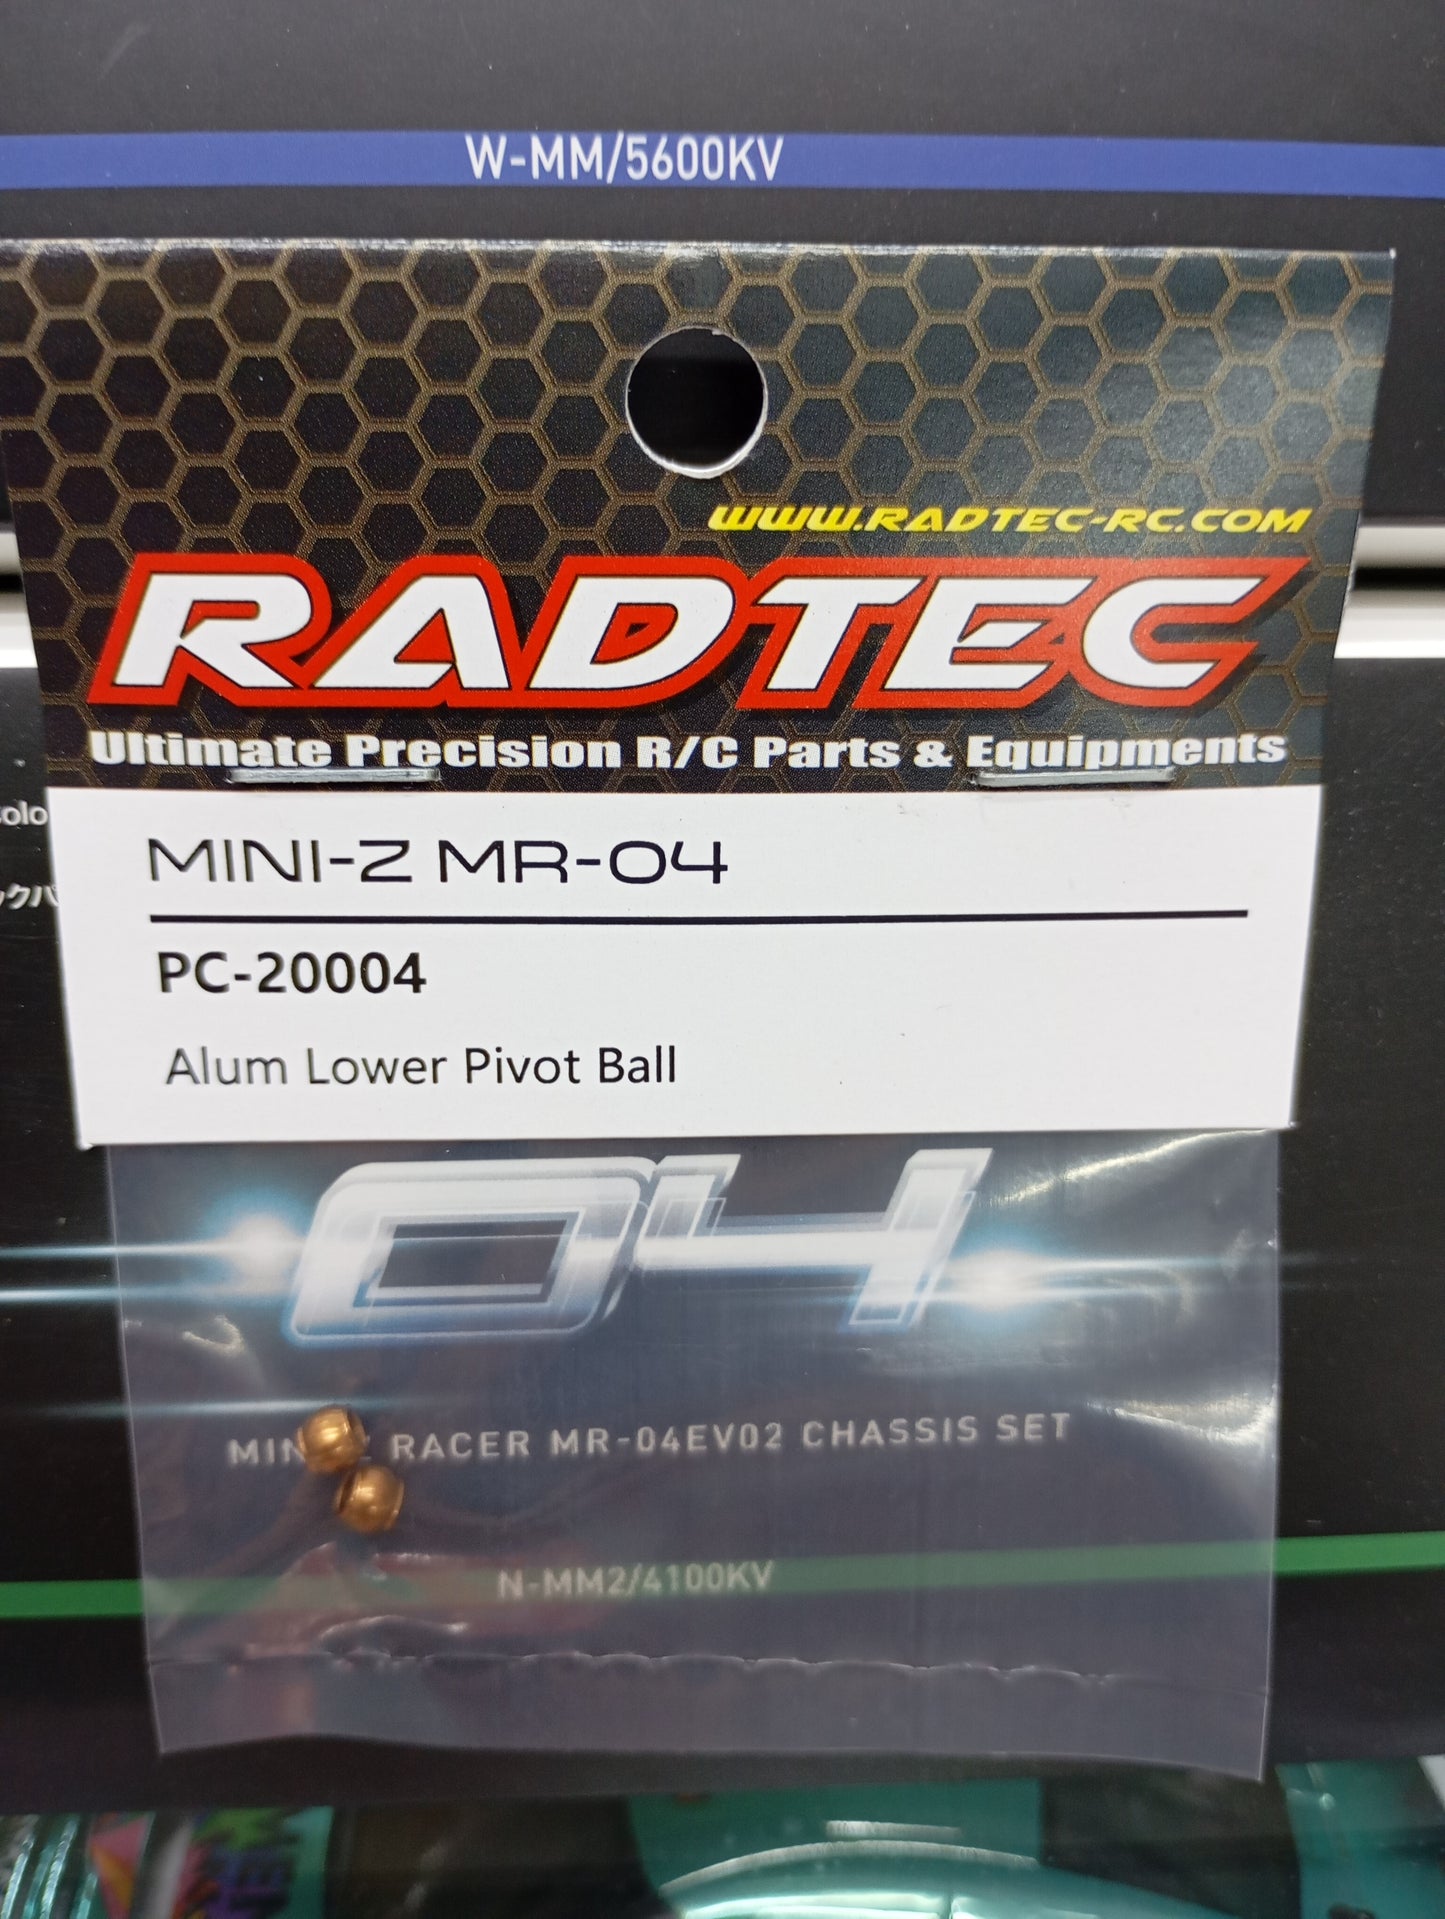 W-MM/5600KV
WWW.RADTEC-RC.COM
RADTEC
Ultimate Precision R/C Parts & Equipments
MINI-Z MR-04
PC-20004
Alum Lower Pivot Ball
04
RACER MR-04EV02 CHASSIS SET
N-MM2/4100KV